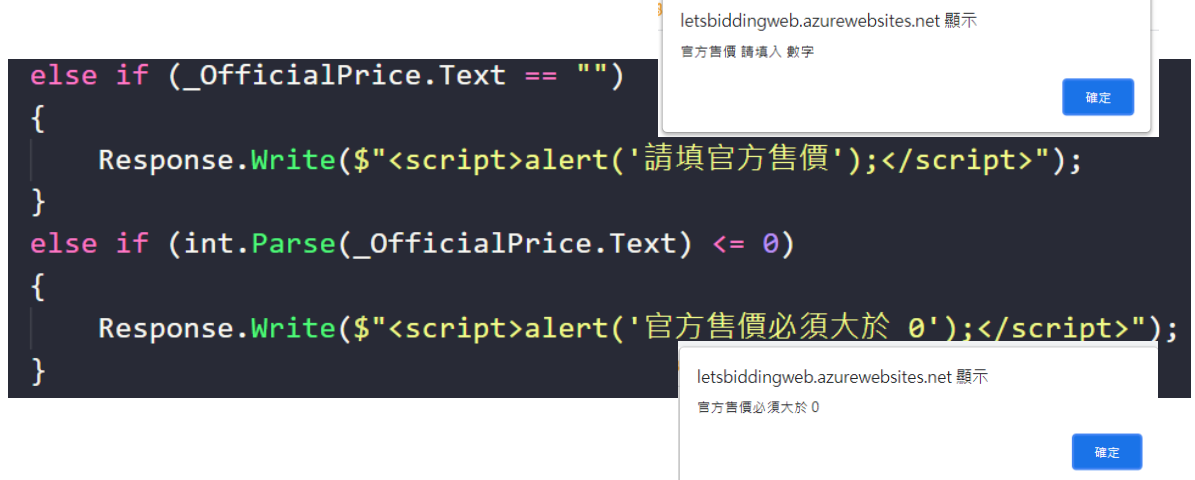 letsbiddingweb.azurewebsites.net 顯示
官方售價 請填入 數字
確定
else if (_OfficialPrice.Text == "")
{
Response.Write($"<script>alert('請填官方售價');</script>");
}
else if (int.Parse(_OfficialPrice.Text) <= 0)
{
Response.Write($"<script>alert('官方售價必須大於 0');</script>");
}
letsbiddingweb.azurewebsites.net 顯示
官方售價必須大於 0
確定